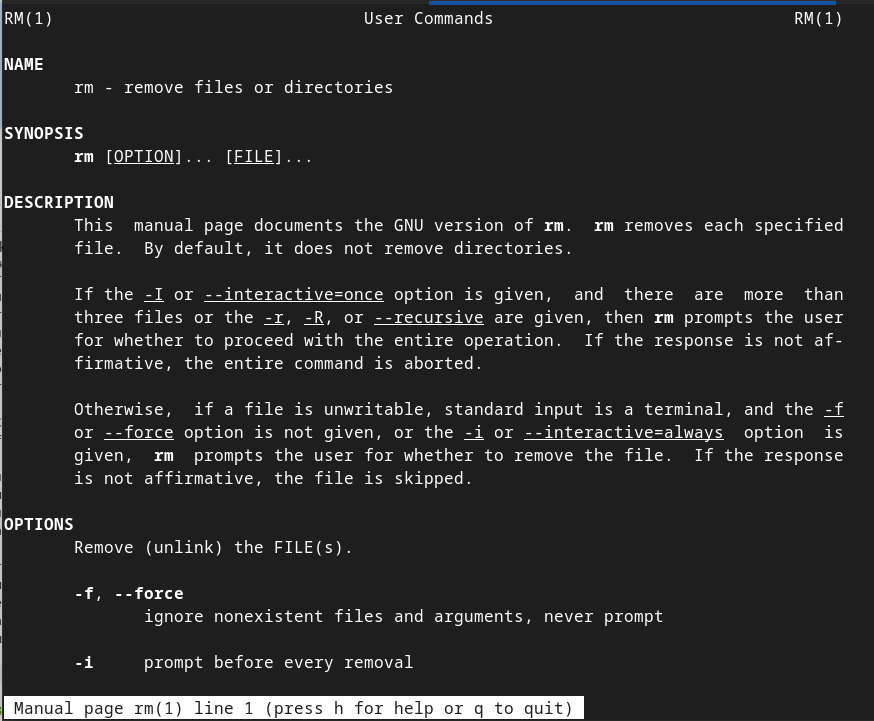 RM(1)                               User Commands                              RM(1)
NAME
       rm - remove files or directories
SYNOPSIS
       rm [OPTION]... [FILE]...
DESCRIPTION
       This  manual page documents the GNU version of rm.  rm removes each specified
       file.  By default, it does not remove directories.
       If the -I or --interactive=once option is given,  and  there  are  more  than
       three files or the -r, -R, or --recursive are given, then rm prompts the user
       for whether to proceed with the entire operation.  If the response is not af-
       firmative, the entire command is aborted.
       Otherwise,  if a file is unwritable, standard input is a terminal, and the -f
       or --force option is not given, or the -i or --interactive=always  option  is
       given,  rm  prompts the user for whether to remove the file.  If the response
       is not affirmative, the file is skipped.
OPTIONS
       Remove (unlink) the FILE(s).
       -f, --force
              ignore nonexistent files and arguments, never prompt
       -i     prompt before every removal
 Manual page rm(1) line 1 (press h for help or q to quit)